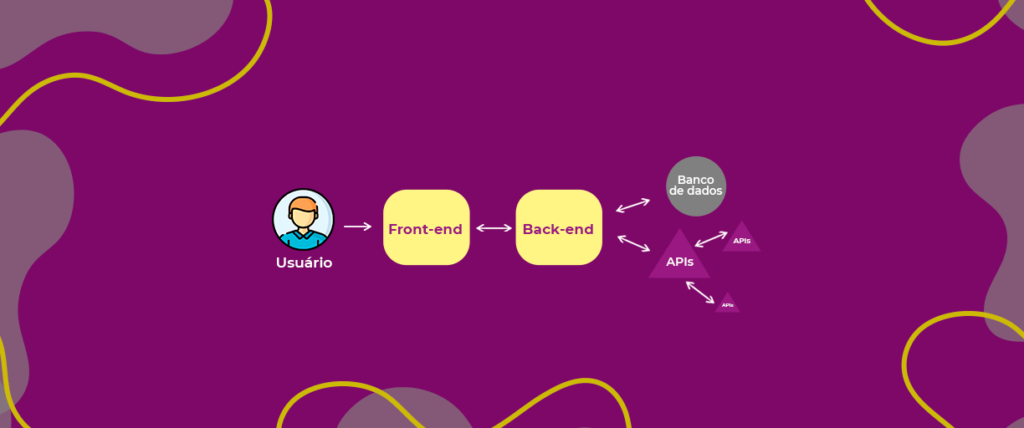 Usuário
Front-end
Back-end
Banco
de dados
APIs
APIs
APIs